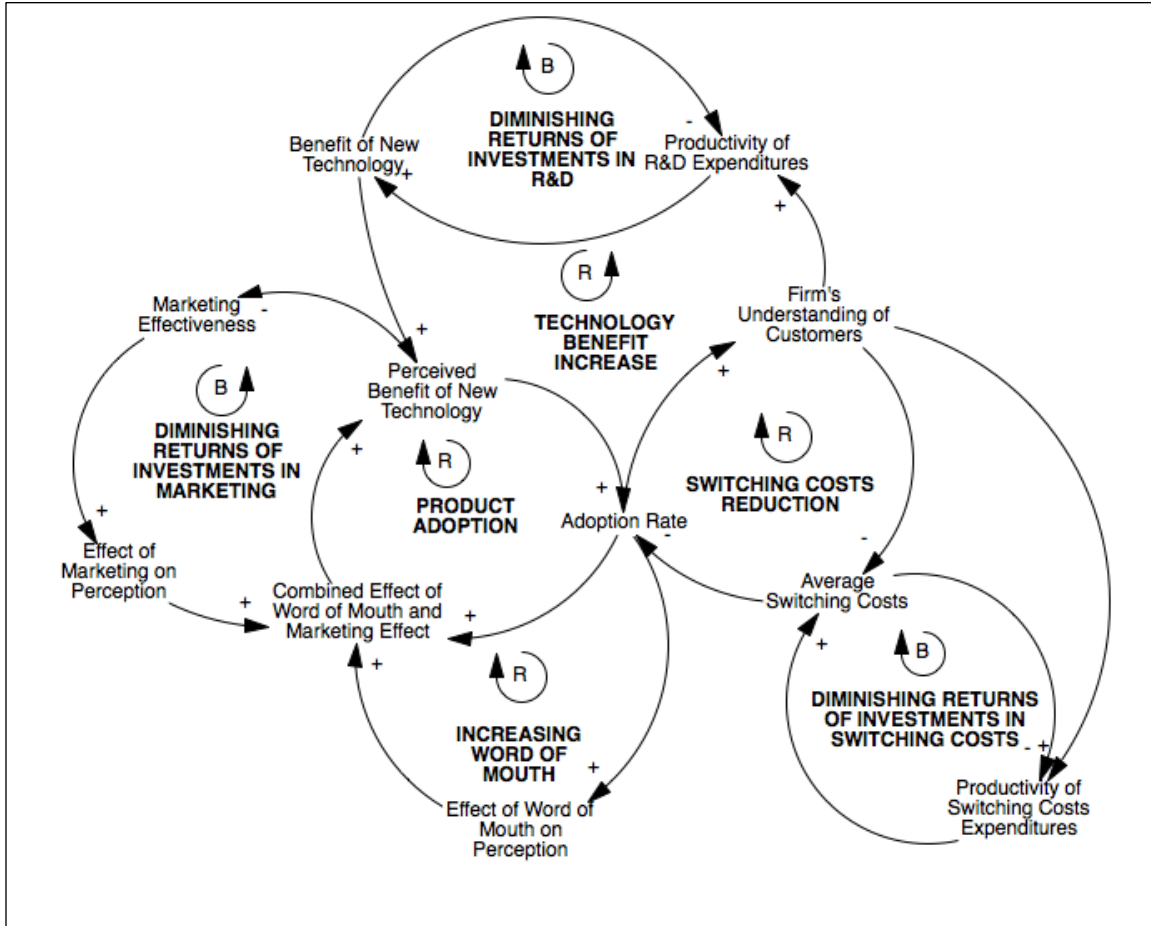 B
DIMINISHING
RETURNS OF
INVESTMENTS IN
R&D
Benefit of New
Technology
+
-
Productivity of
R&D Expenditures
+
R
TECHNOLOGY
BENEFIT
INCREASE
Firm's
Understanding of
Customers
+
Marketing
Effectiveness
-
+
Perceived
Benefit of New
Technology
B
DIMINISHING
RETURNS OF
INVESTMENTS IN
MARKETING
+
R
PRODUCT
ADOPTION
R
SWITCHING COSTS
REDUCTION
+
Adoption Rate
-
-
+
Effect of
Marketing on
Perception
+
Combined Effect of
Word of Mouth and
Marketing Effect
+
+
Average
Switching Costs
+
B
DIMINISHING RETURNS
OF INVESTMENTS IN
SWITCHING COSTS
- +
R
INCREASING
WORD OF
MOUTH
+
Effect of Word of
Mouth on
Perception
Productivity of
Switching Costs
Expenditures